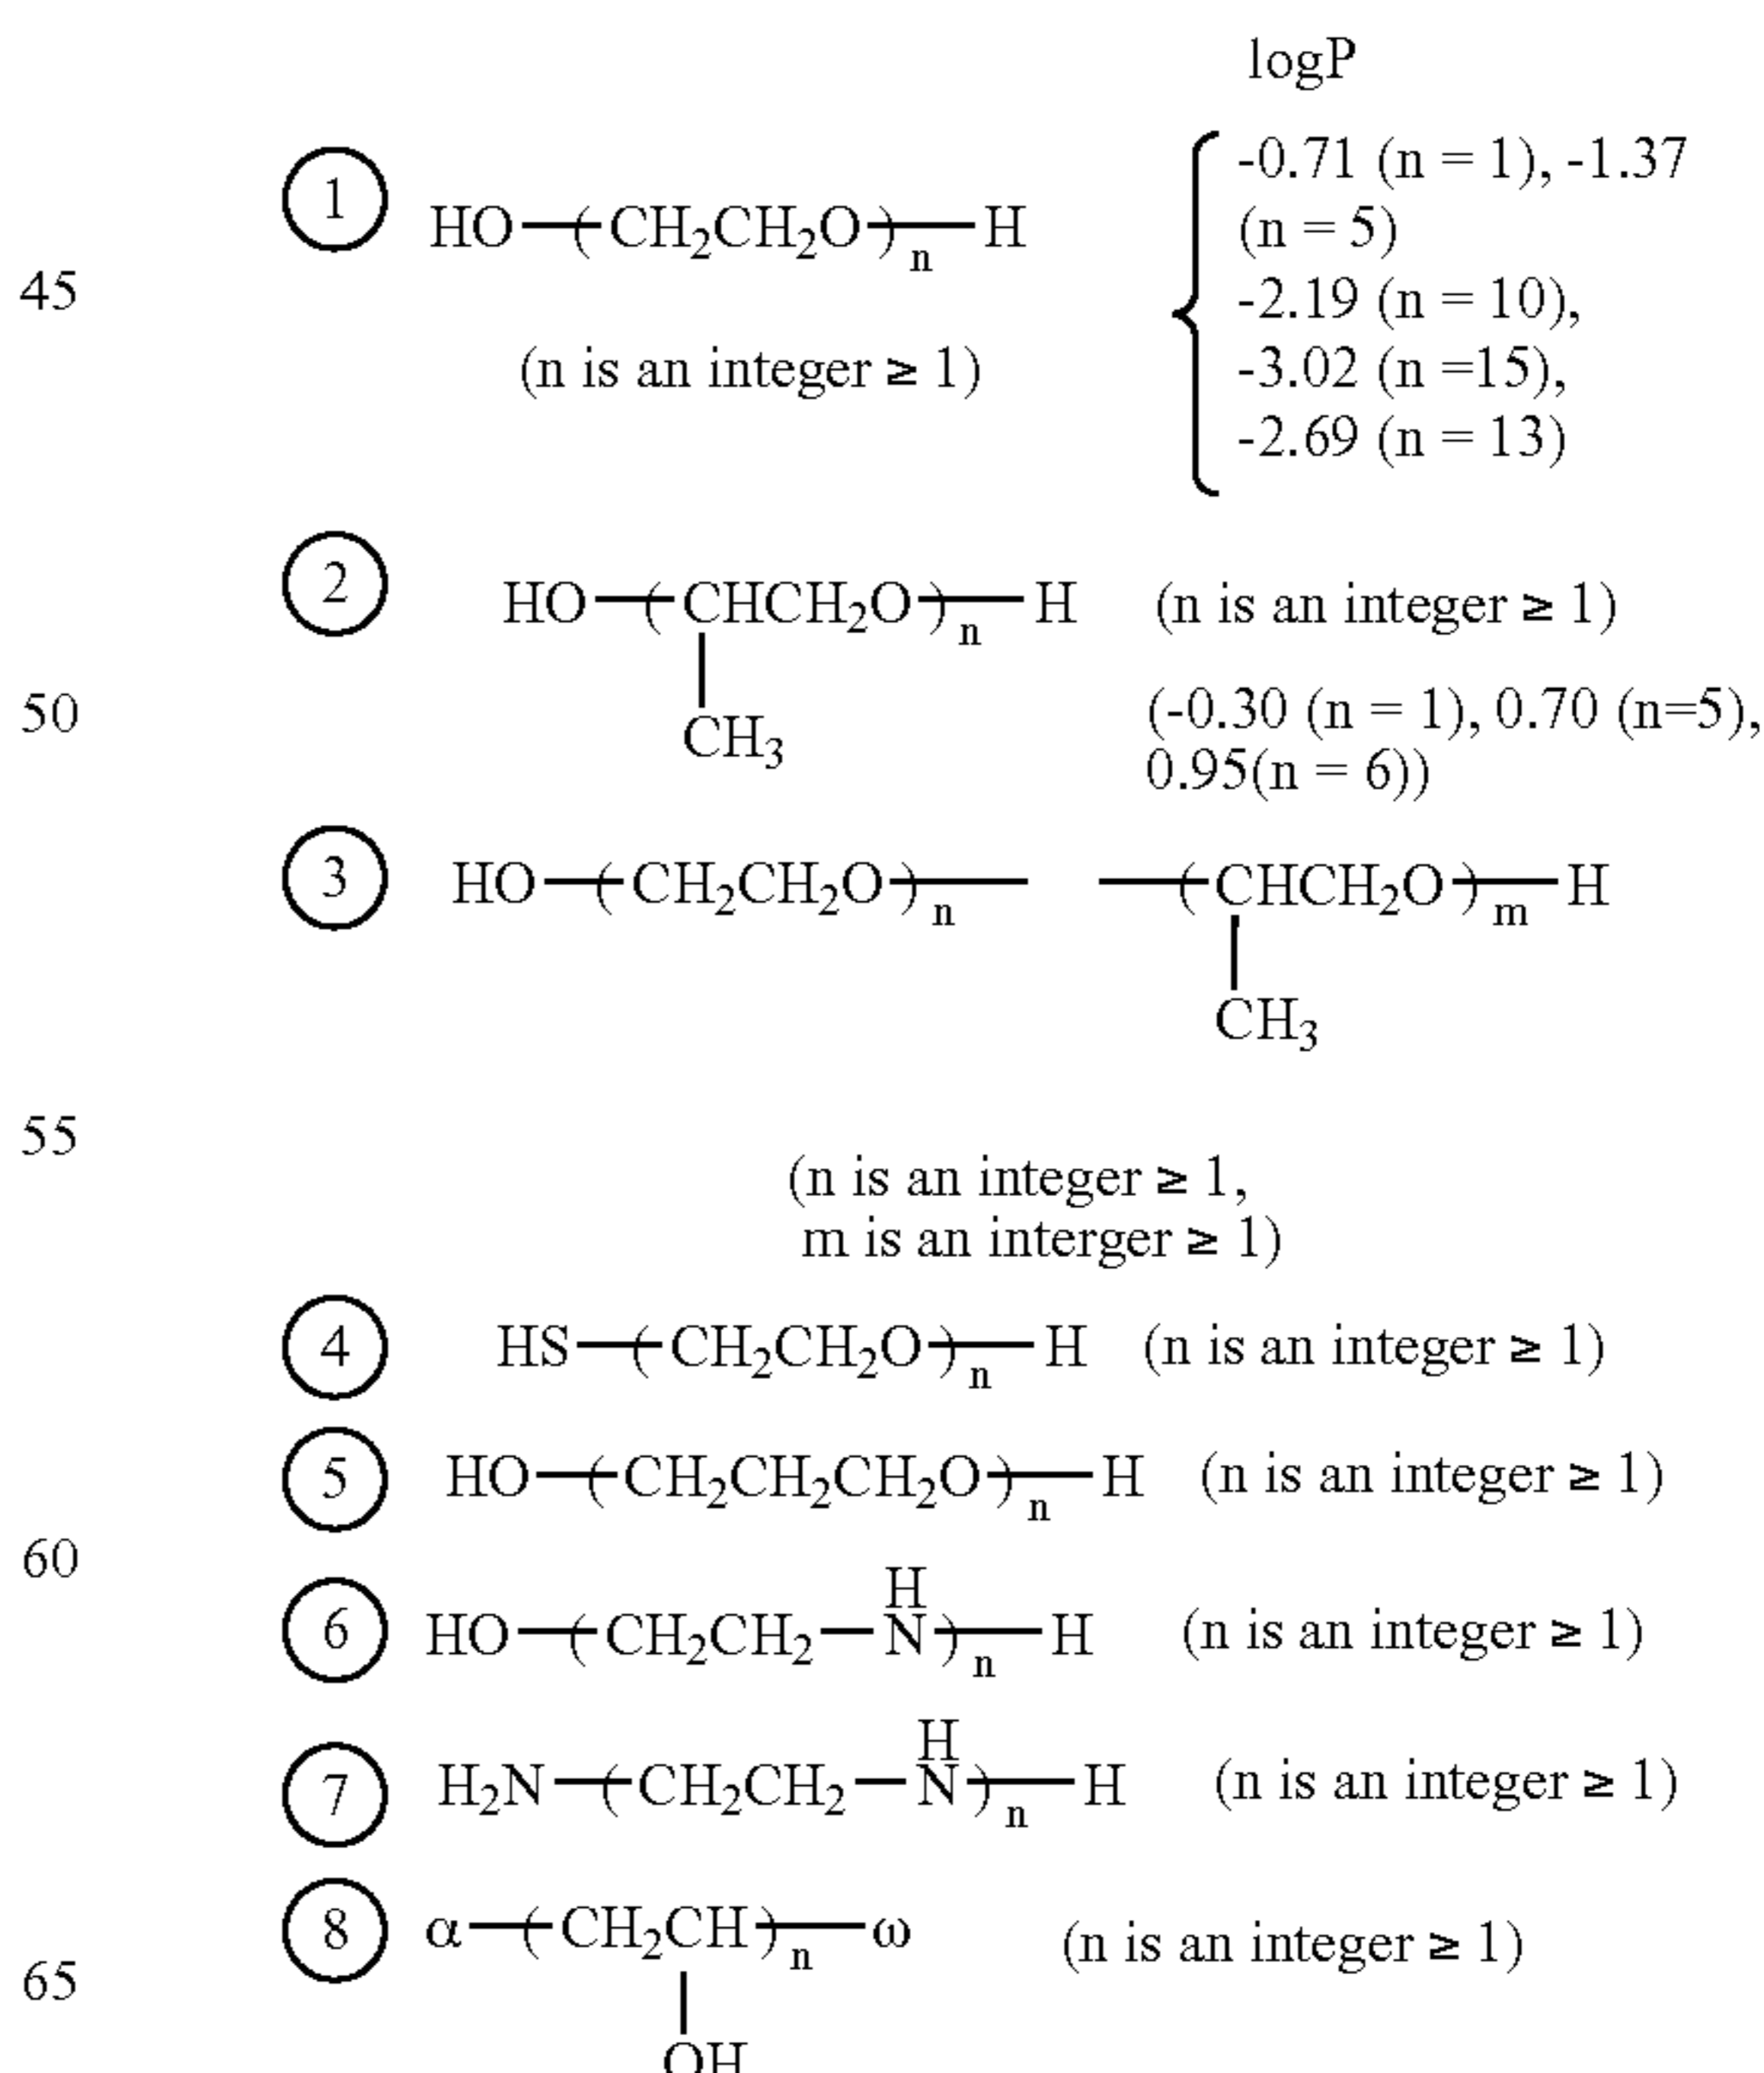 logP
① HO—(CH₂CH₂O)ₙ—H
-0.71 (n = 1), -1.37
(n = 5)
45
-2.19 (n = 10),
(n is an integer ≥ 1)
-3.02 (n =15),
-2.69 (n = 13)
② HO—(CHCH₂O)ₙ—H (n is an integer ≥ 1)
50
CH₃
(-0.30 (n = 1), 0.70 (n=5),
0.95(n = 6))
③ HO—(CH₂CH₂O)ₙ— —(CHCH₂O)ₘ—H
CH₃
55
(n is an integer ≥ 1,
m is an interger ≥ 1)
④ HS—(CH₂CH₂O)ₙ—H (n is an integer ≥ 1)
⑤ HO—(CH₂CH₂CH₂O)ₙ—H (n is an integer ≥ 1)
60
H
⑥ HO—(CH₂CH₂—N)ₙ—H (n is an integer ≥ 1)
H
⑦ H₂N—(CH₂CH₂—N)ₙ—H (n is an integer ≥ 1)
⑧ α—(CH₂CH)ₙ—ω (n is an integer ≥ 1)
65
OH